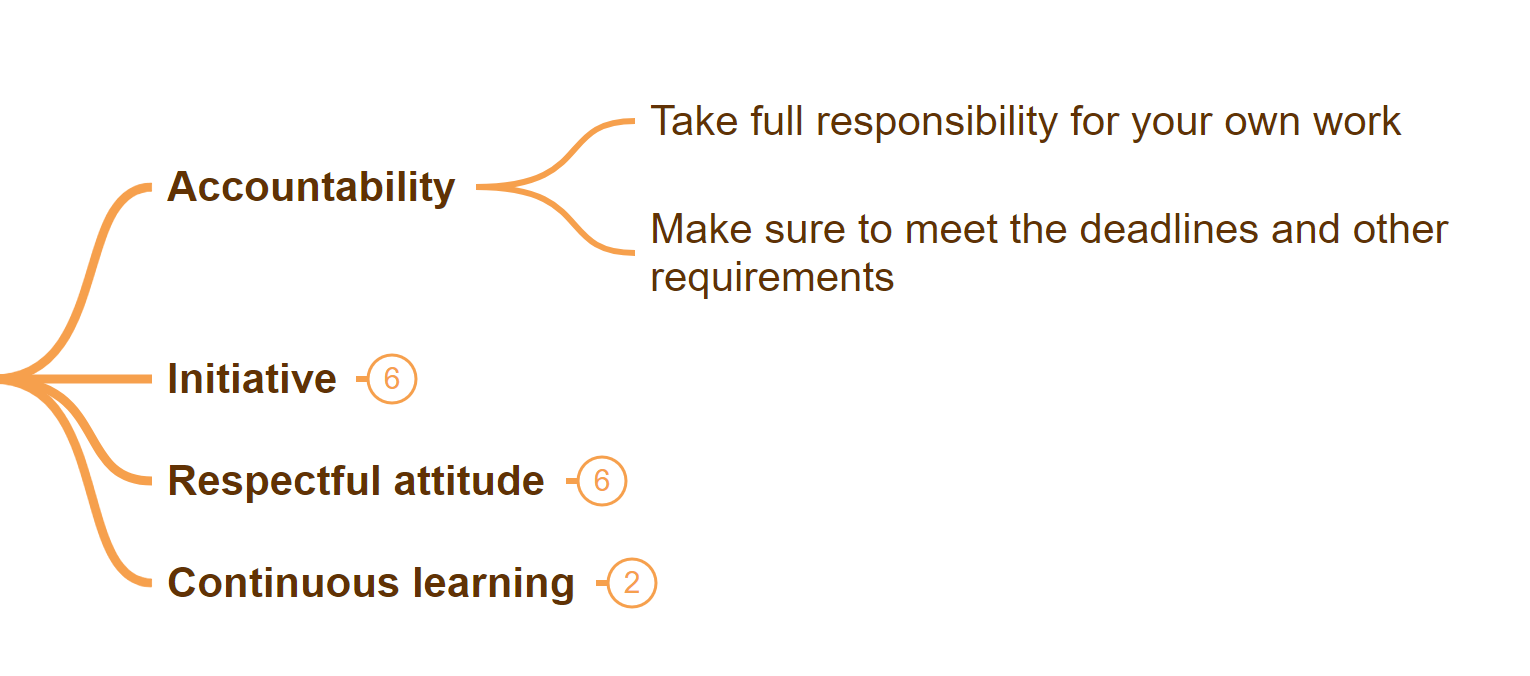 Take full responsibility for your own work
Accountability
Make sure to meet the deadlines and other
requirements
Initiative 6
Respectful attitude 6
Continuous learning 2